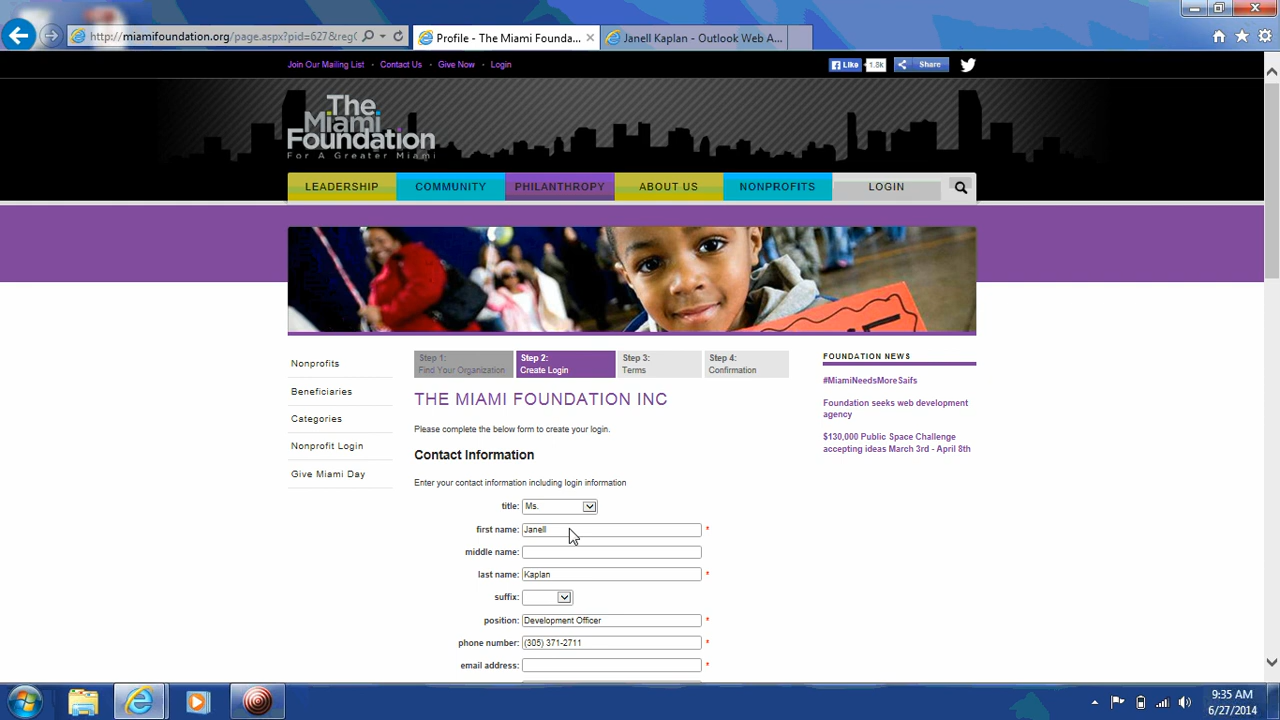 http://miamifoundation.org/page.aspx?pid=627&reg
Profile - The Miami Founda...
Janell Kaplan - Outlook Web A...
Join Our Mailing List • Contact Us • Give Now • Login
Like 1.8k Share
The
Miami
Foundation
For A Greater Miami
LEADERSHIP COMMUNITY PHILANTHROPY ABOUT US NONPROFITS LOGIN
Nonprofits
Beneficiaries
Categories
Nonprofit Login
Give Miami Day
Step 1:
Find Your Organization
Step 2:
Create Login
Step 3:
Terms
Step 4:
Confirmation
THE MIAMI FOUNDATION INC
Please complete the below form to create your login.
Contact Information
Enter your contact information including login information
title: Ms.
first name: Janell *
middle name:
last name: Kaplan *
suffix:
position: Development Officer *
phone number: (305) 371-2711 *
email address: *
FOUNDATION NEWS
#MiamiNeedsMoreSaifs
Foundation seeks web development
agency
$130,000 Public Space Challenge
accepting ideas March 3rd - April 8th
9:35 AM
6/27/2014